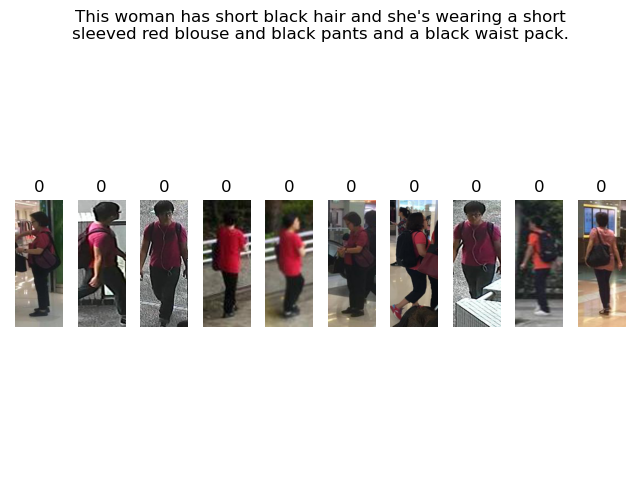 This woman has short black hair and she's wearing a short
sleeved red blouse and black pants and a black waist pack.
0 0 0 0 0 0 0 0 0 0